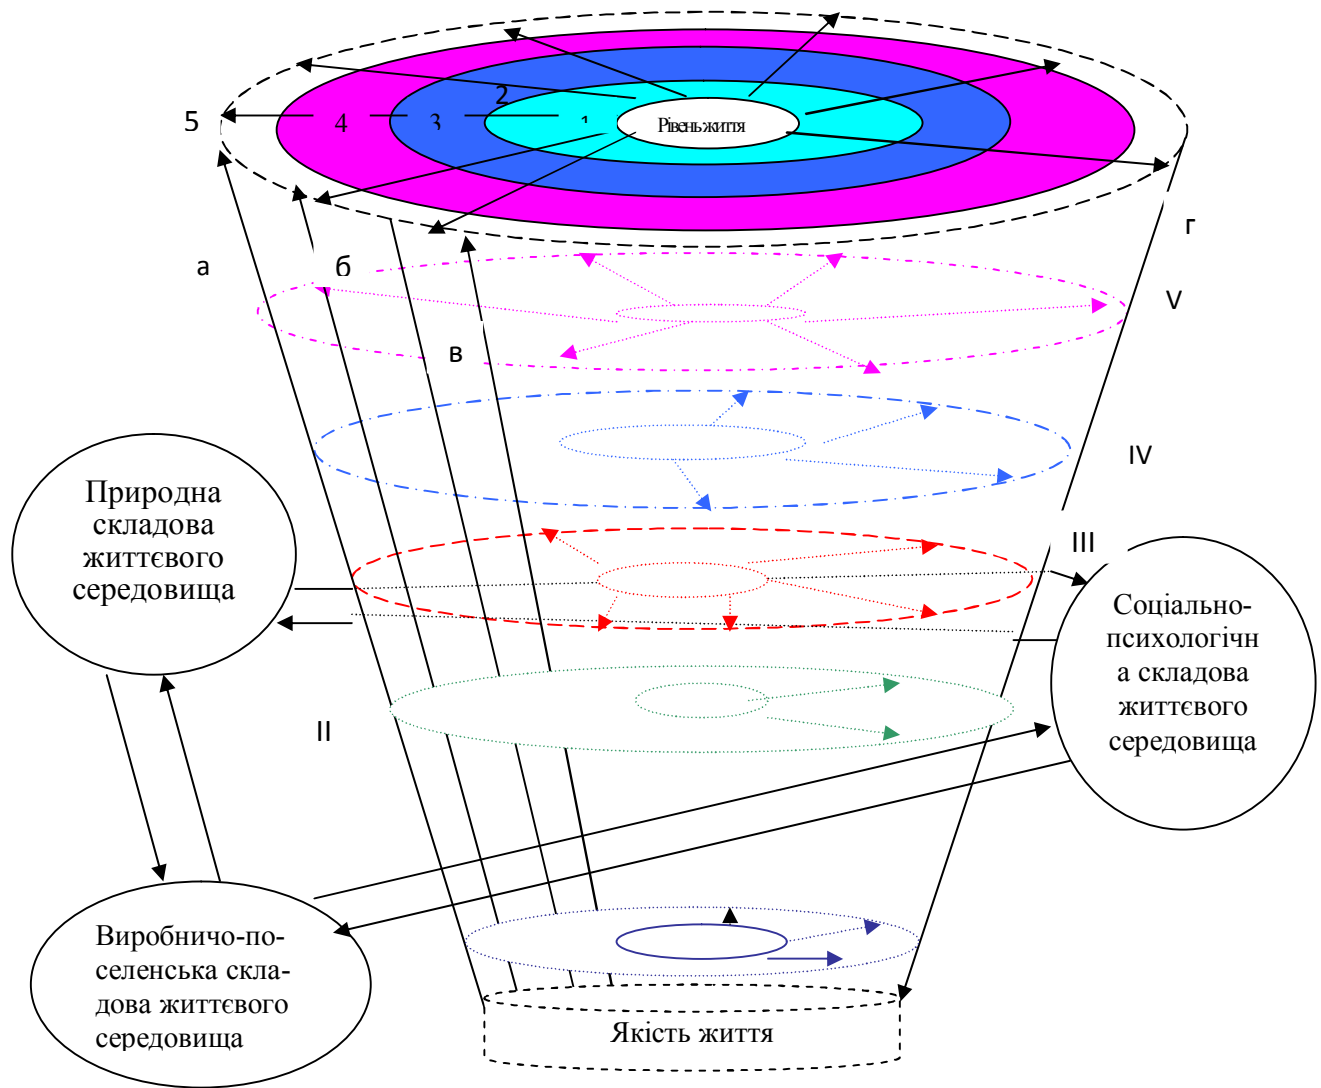 Рівень життя
5 4 3 2 1
г
а
б
V
в
IV
Природна
складова
життєвого
середовища
III
Соціально-
психологічн
а складова
життєвого
середовища
II
Виробничо-по-
селенська скла-
дова життєвого
середовища
Якість життя